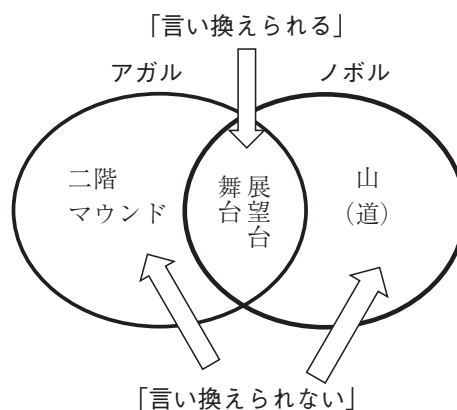 「言い換えられる」
アガル
ノボル
二階
マウンド
展望台
舞台
山
（道）
「言い換えられない」